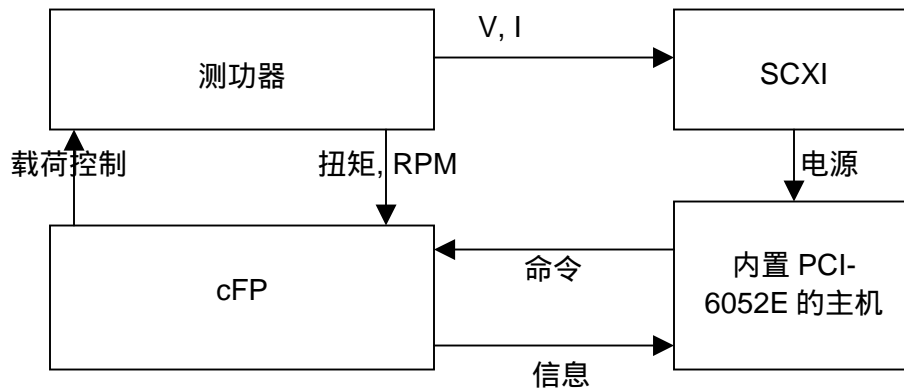 V, I
测功器
SCXI
载荷控制
扭矩, RPM
电源
cFP
命令
内置 PCI-
6052E 的主机
信息